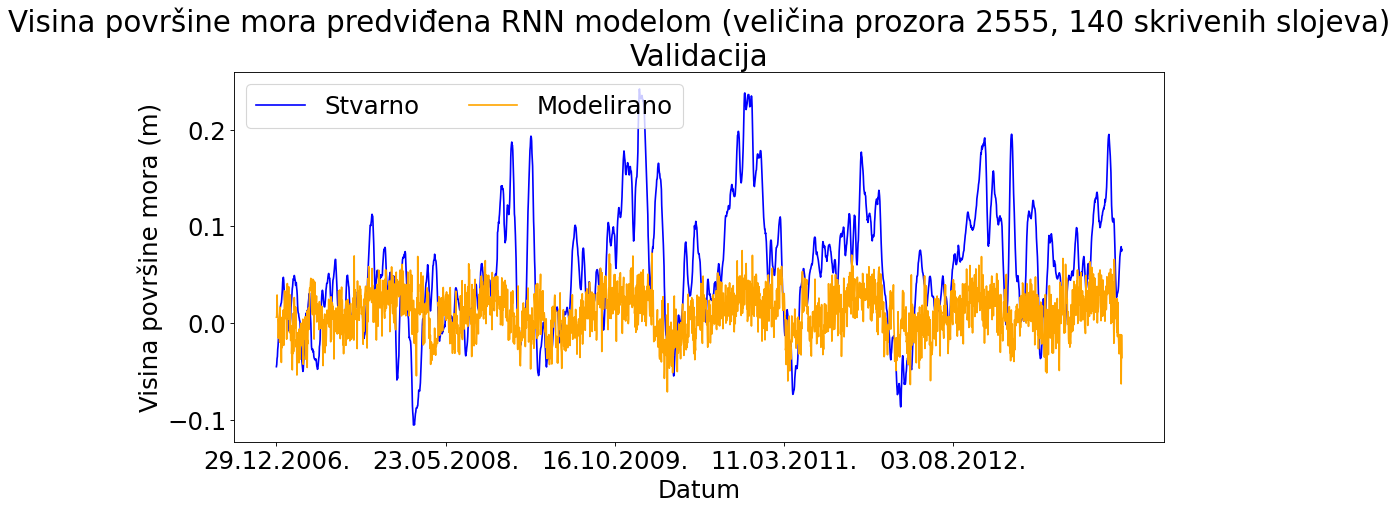 Visina površine mora predviđena RNN modelom (veličina prozora 2555, 140 skrivenih slojeva)
Validacija
Stvarno Modelirano
Visina površine mora (m)
0.2
0.1
0.0
−0.1
29.12.2006. 23.05.2008. 16.10.2009. 11.03.2011. 03.08.2012.
Datum